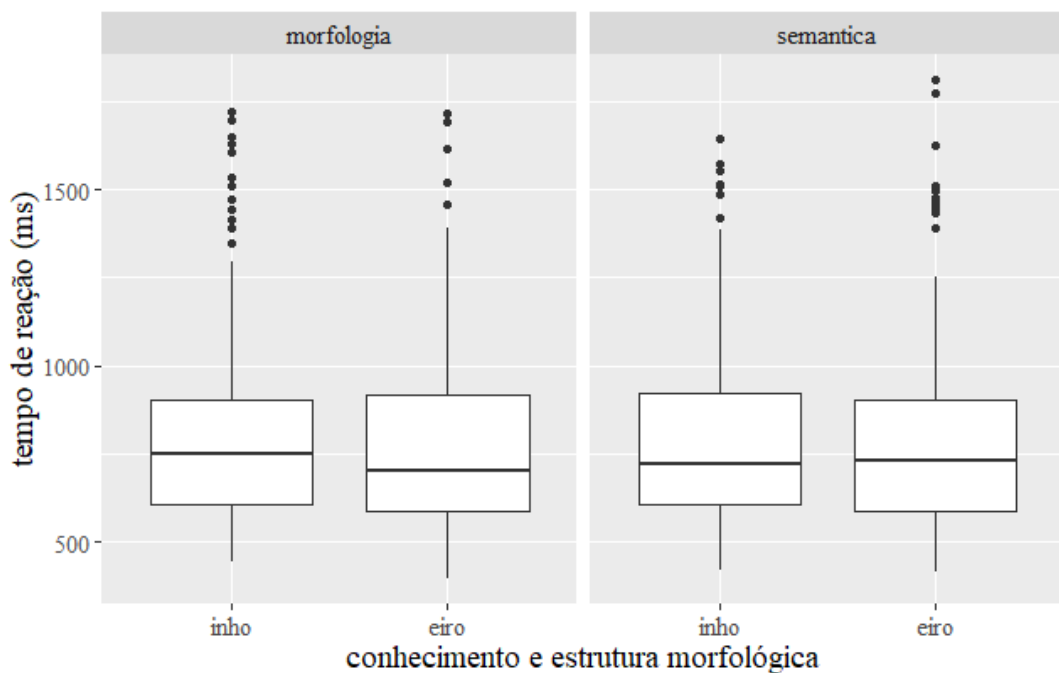 morfologia
semantica
tempo de reação (ms)
1500
1000
500
inho
eiro
inho
eiro
conhecimento e estrutura morfológica